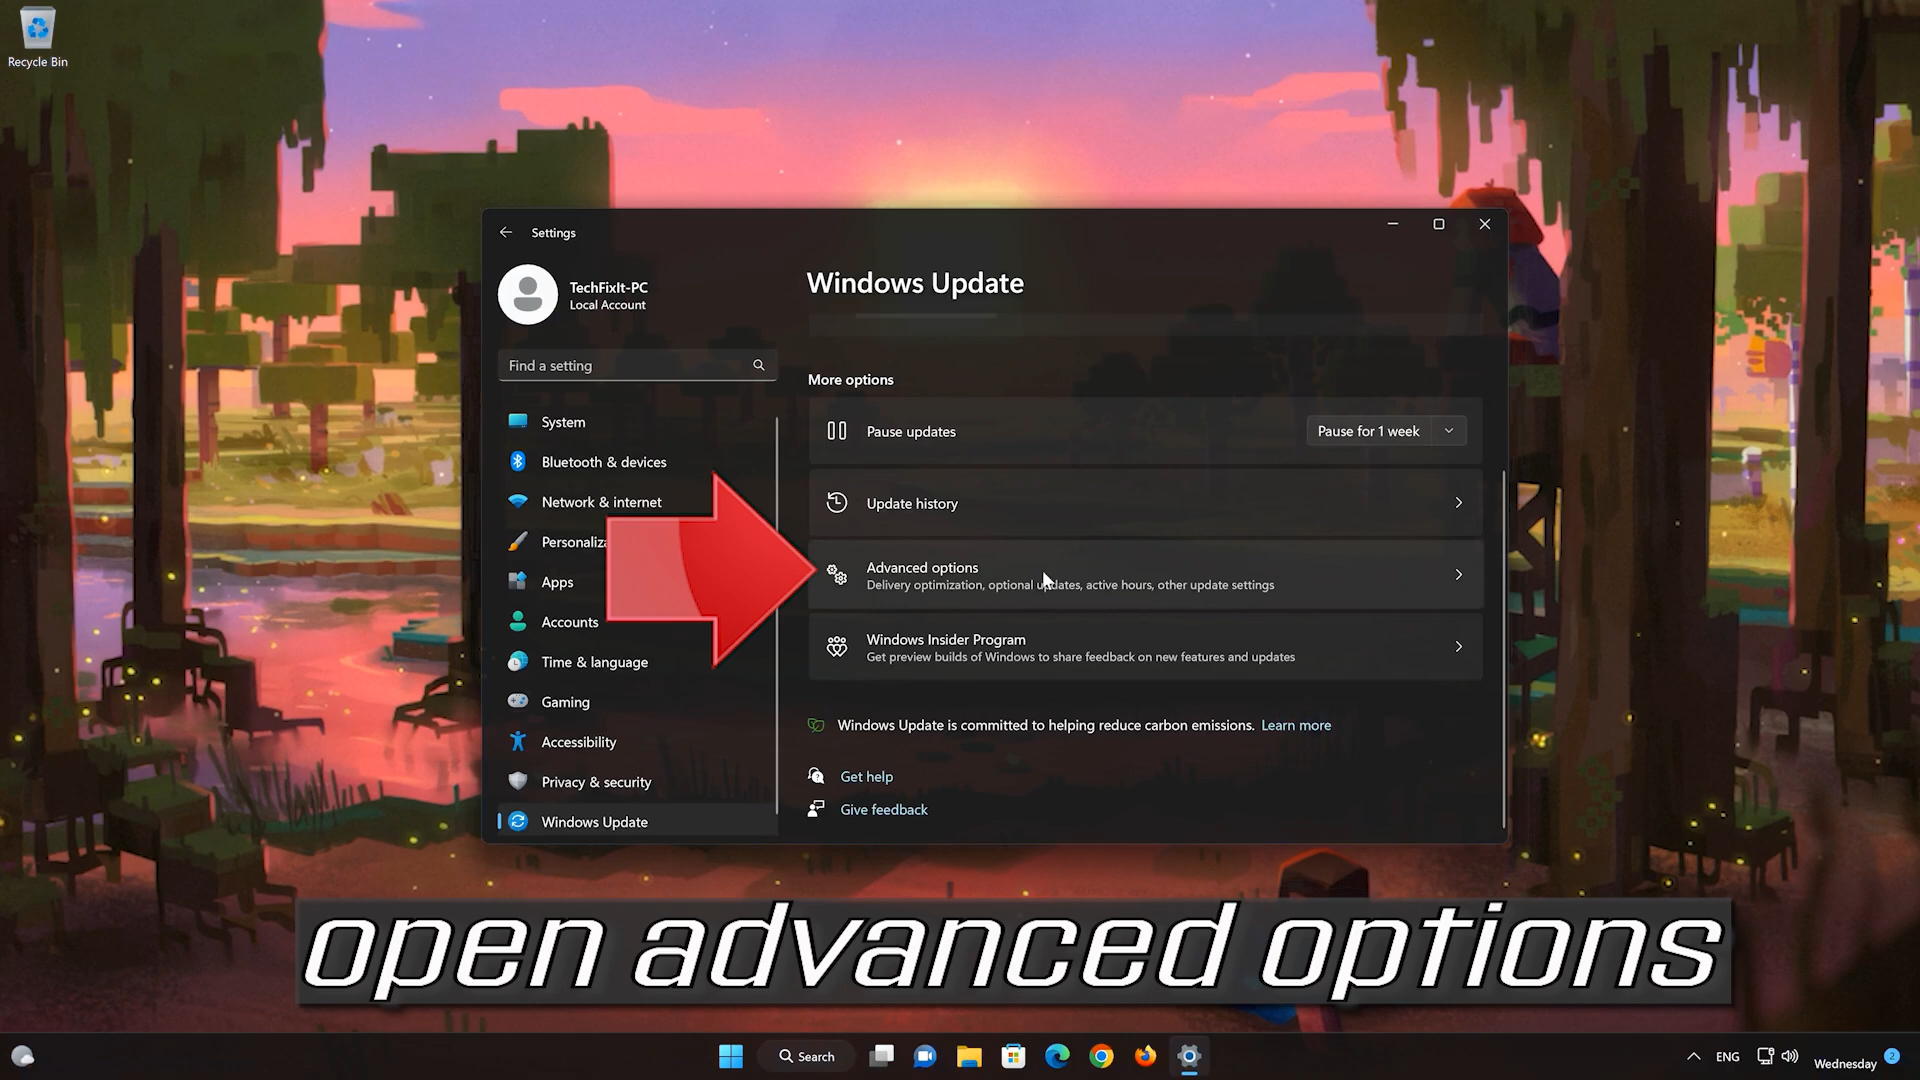 Recycle Bin
Settings
TechFixIt-PC
Local Account
Find a setting
System
Bluetooth & devices
Network & internet
Apps
Accounts
Time & language
Gaming
Accessibility
Privacy & security
Windows Update
Windows Update
More options
Pause updates
Pause for 1 week
Update history
Advanced options
Delivery optimization, optional updates, active hours, other update settings
Windows Insider Program
Get preview builds of Windows to share feedback on new features and updates
Windows Update is committed to helping reduce carbon emissions. Learn more
Get help
Give feedback
open advanced options
Search
ENG
Wednesday
2